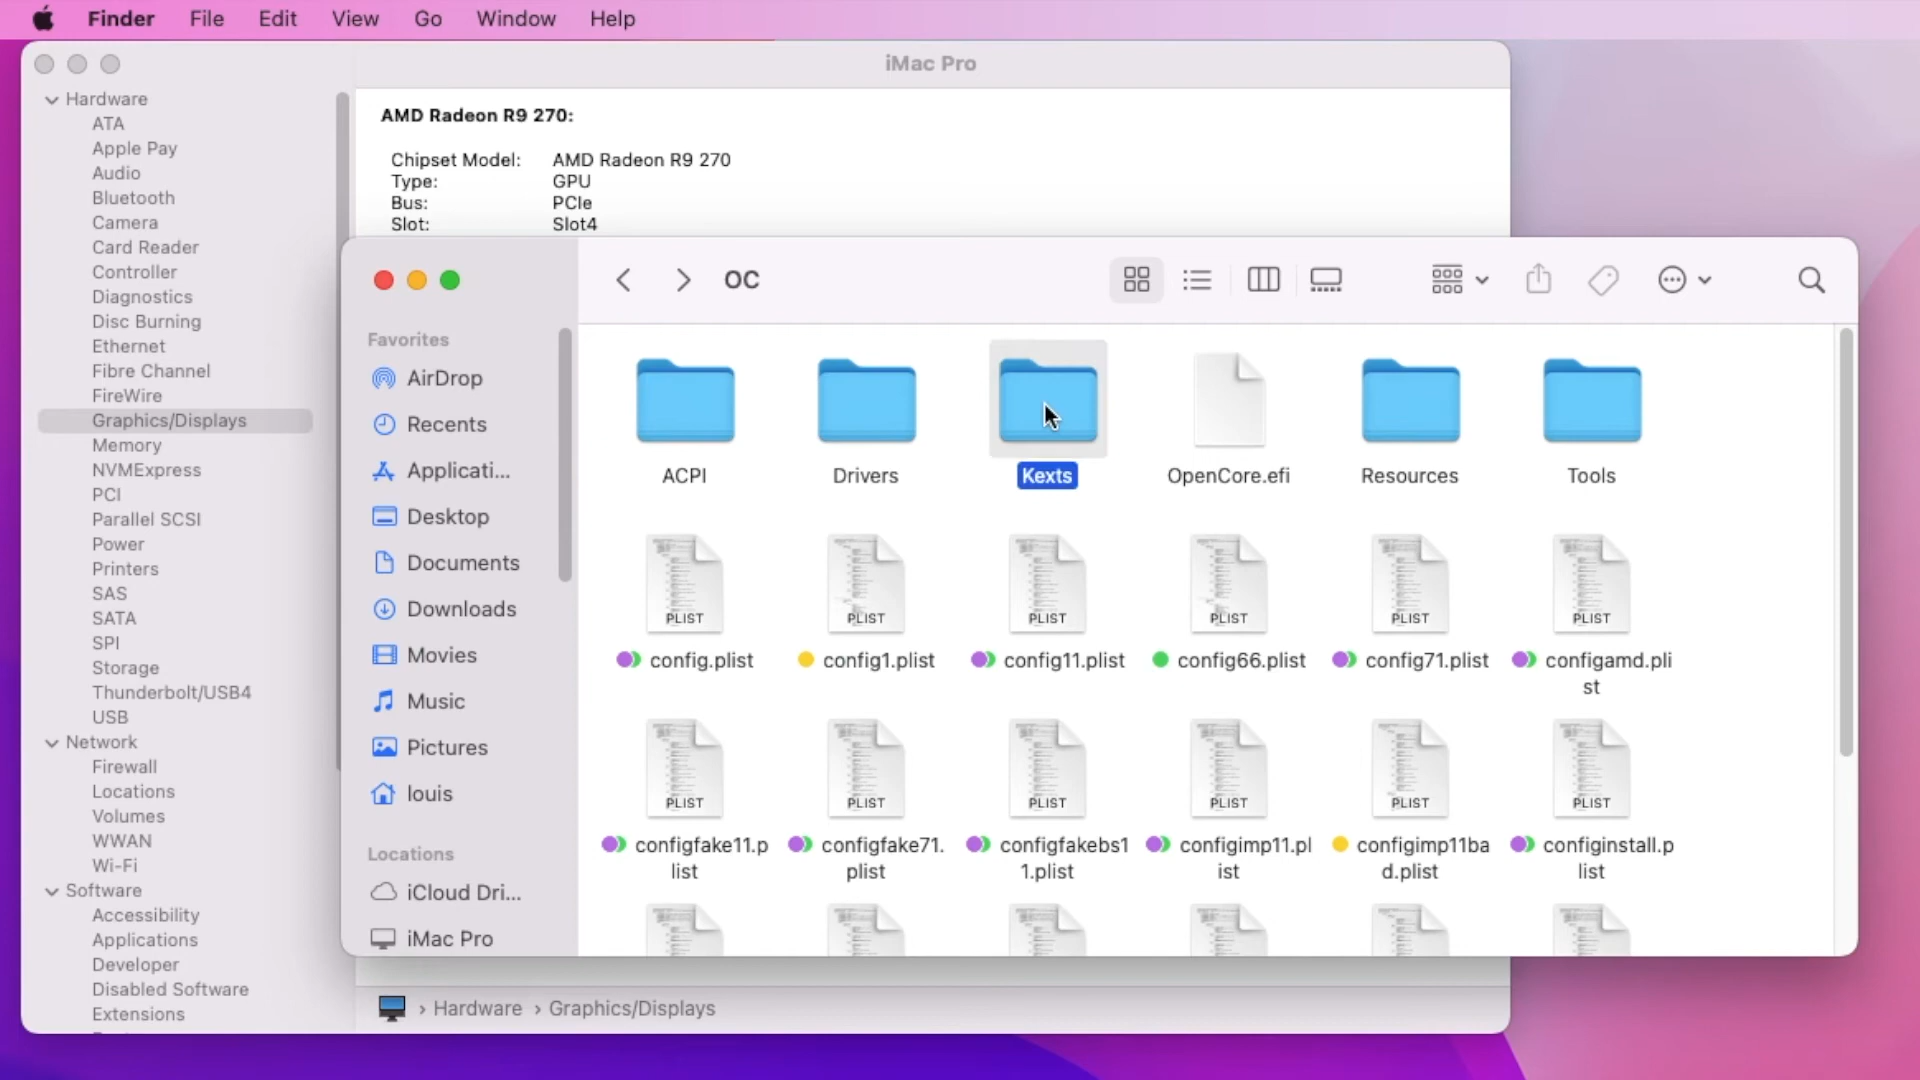 Finder File Edit View Go Window Help
iMac Pro
Hardware
ATA
Apple Pay
Audio
Bluetooth
Camera
Card Reader
Controller
Diagnostics
Disc Burning
Ethernet
Fibre Channel
FireWire
Graphics/Displays
Memory
NVMExpress
PCI
Parallel SCSI
Power
Printers
SAS
SATA
SPI
Storage
Thunderbolt/USB4
USB
Network
Firewall
Locations
Volumes
WWAN
Wi-Fi
Software
Accessibility
Applications
Developer
Disabled Software
Extensions
AMD Radeon R9 270:
Chipset Model: AMD Radeon R9 270
Type: GPU
Bus: PCIe
Slot: Slot4
OC
Favorites
AirDrop
Recents
Applicati...
Desktop
Documents
Downloads
Movies
Music
Pictures
louis
Locations
iCloud Dri...
iMac Pro
ACPI Drivers Kexts OpenCore.efi Resources Tools
PLIST PLIST PLIST PLIST PLIST PLIST
config.plist config1.plist config11.plist config66.plist config71.plist configamd.pli
st
PLIST PLIST PLIST PLIST PLIST PLIST
configfake11.p configfake71. configfakebs1 configimp11.pl configimp11ba configinstall.p
list plist 1.plist ist d.plist list
› Hardware › Graphics/Displays